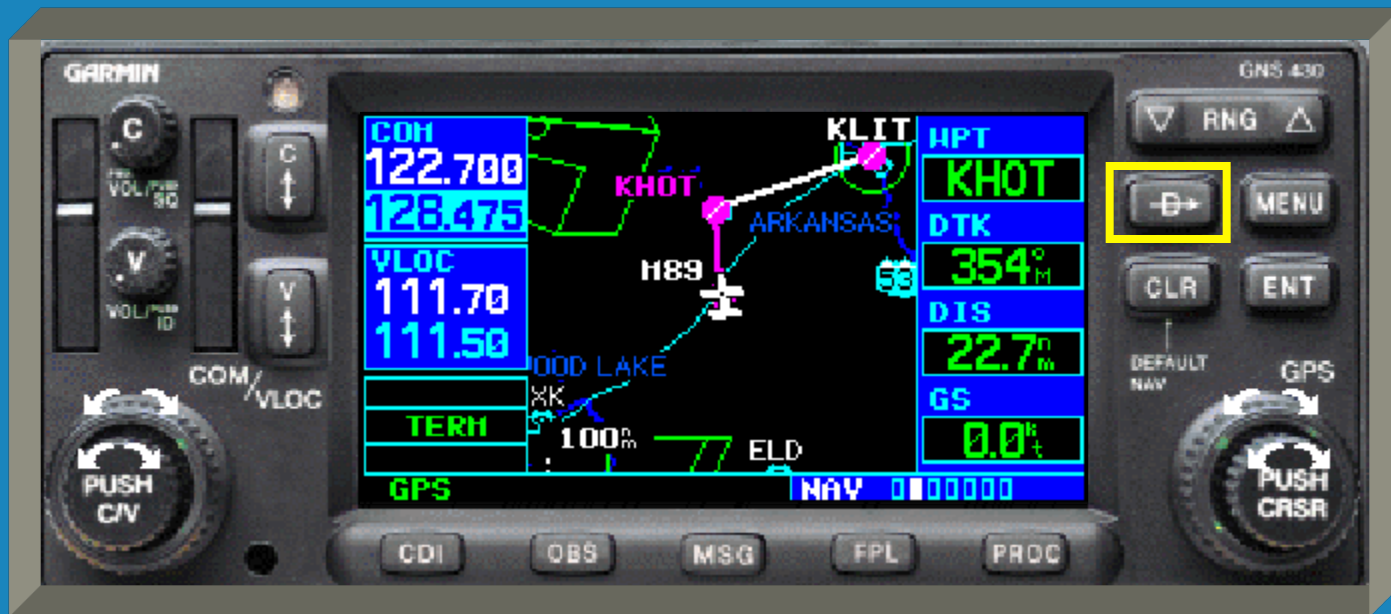 GARMIN
GNS 430
C
PWR
VOL/PUSH
SQ
C
V
VOL/PUSH
ID
V
COM/VLOC
PUSH
C/V
COM
122.700
128.475
VLOC
111.70
111.50
TERM
GPS
KLIT
KHOT
ARKANSAS
M89
53
OOD LAKE
XK
100nm
ELD
NAV
WPT
KHOT
DTK
354°M
DIS
22.7nm
GS
0.0kt
RNG
D
MENU
CLR
ENT
DEFAULT
NAV
GPS
PUSH
CRSR
CDI
OBS
MSG
FPL
PROC